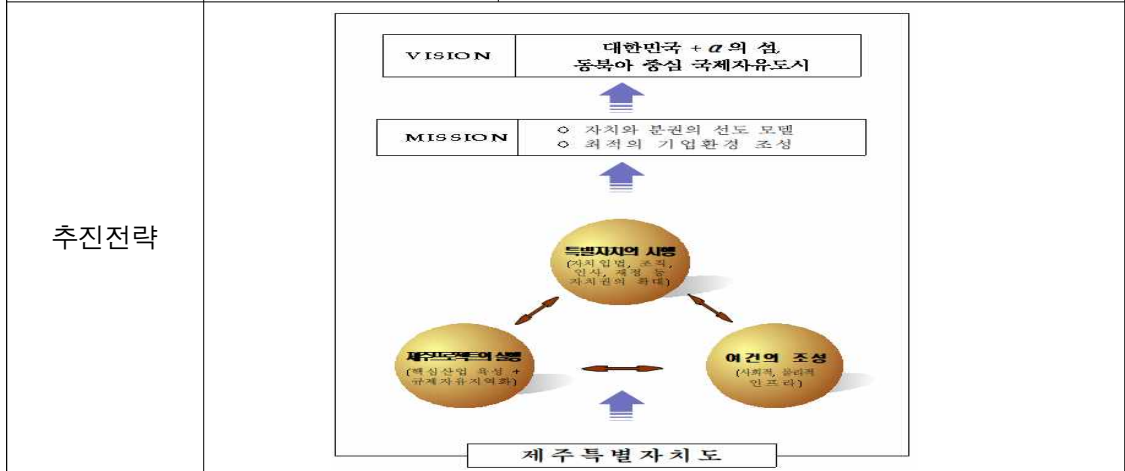 추진전략
VISION
대한민국 + α의 섬,
동북아 중심 국제자유도시
MISSION
○ 자치와 분권의 선도 모델
○ 최적의 기업환경 조성
특별자치의 시행
(자치입법, 조직,
인사, 재정 등
자치권의 확대)
제주프로젝트의 실행
(핵심산업 육성 +
규제자유지역화)
여건의 조성
(사회적, 물리적
인프라)
제주특별자치도